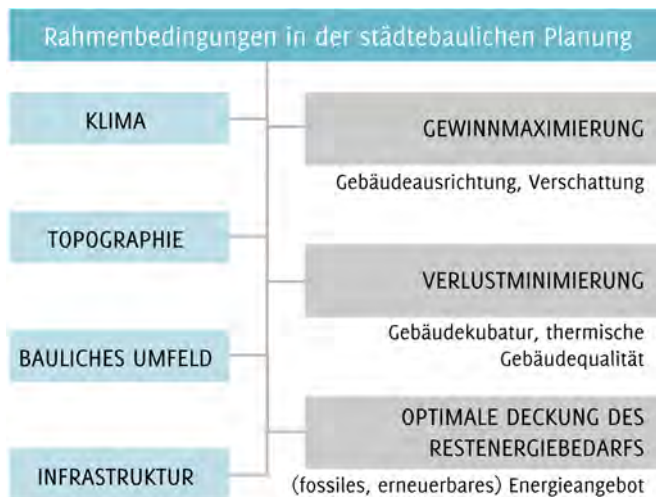 Rahmenbedingungen in der städtebaulichen Planung
KLIMA
TOPOGRAPHIE
BAULICHES UMFELD
INFRASTRUKTUR
GEWINNMAXIMIERUNG
Gebäudeausrichtung, Verschattung
VERLUSTMINIMIERUNG
Gebäudekubatur, thermische
Gebäudequalität
OPTIMALE DECKUNG DES
RESTENERGIEBEDARFS
(fossiles, erneuerbares) Energieangebot